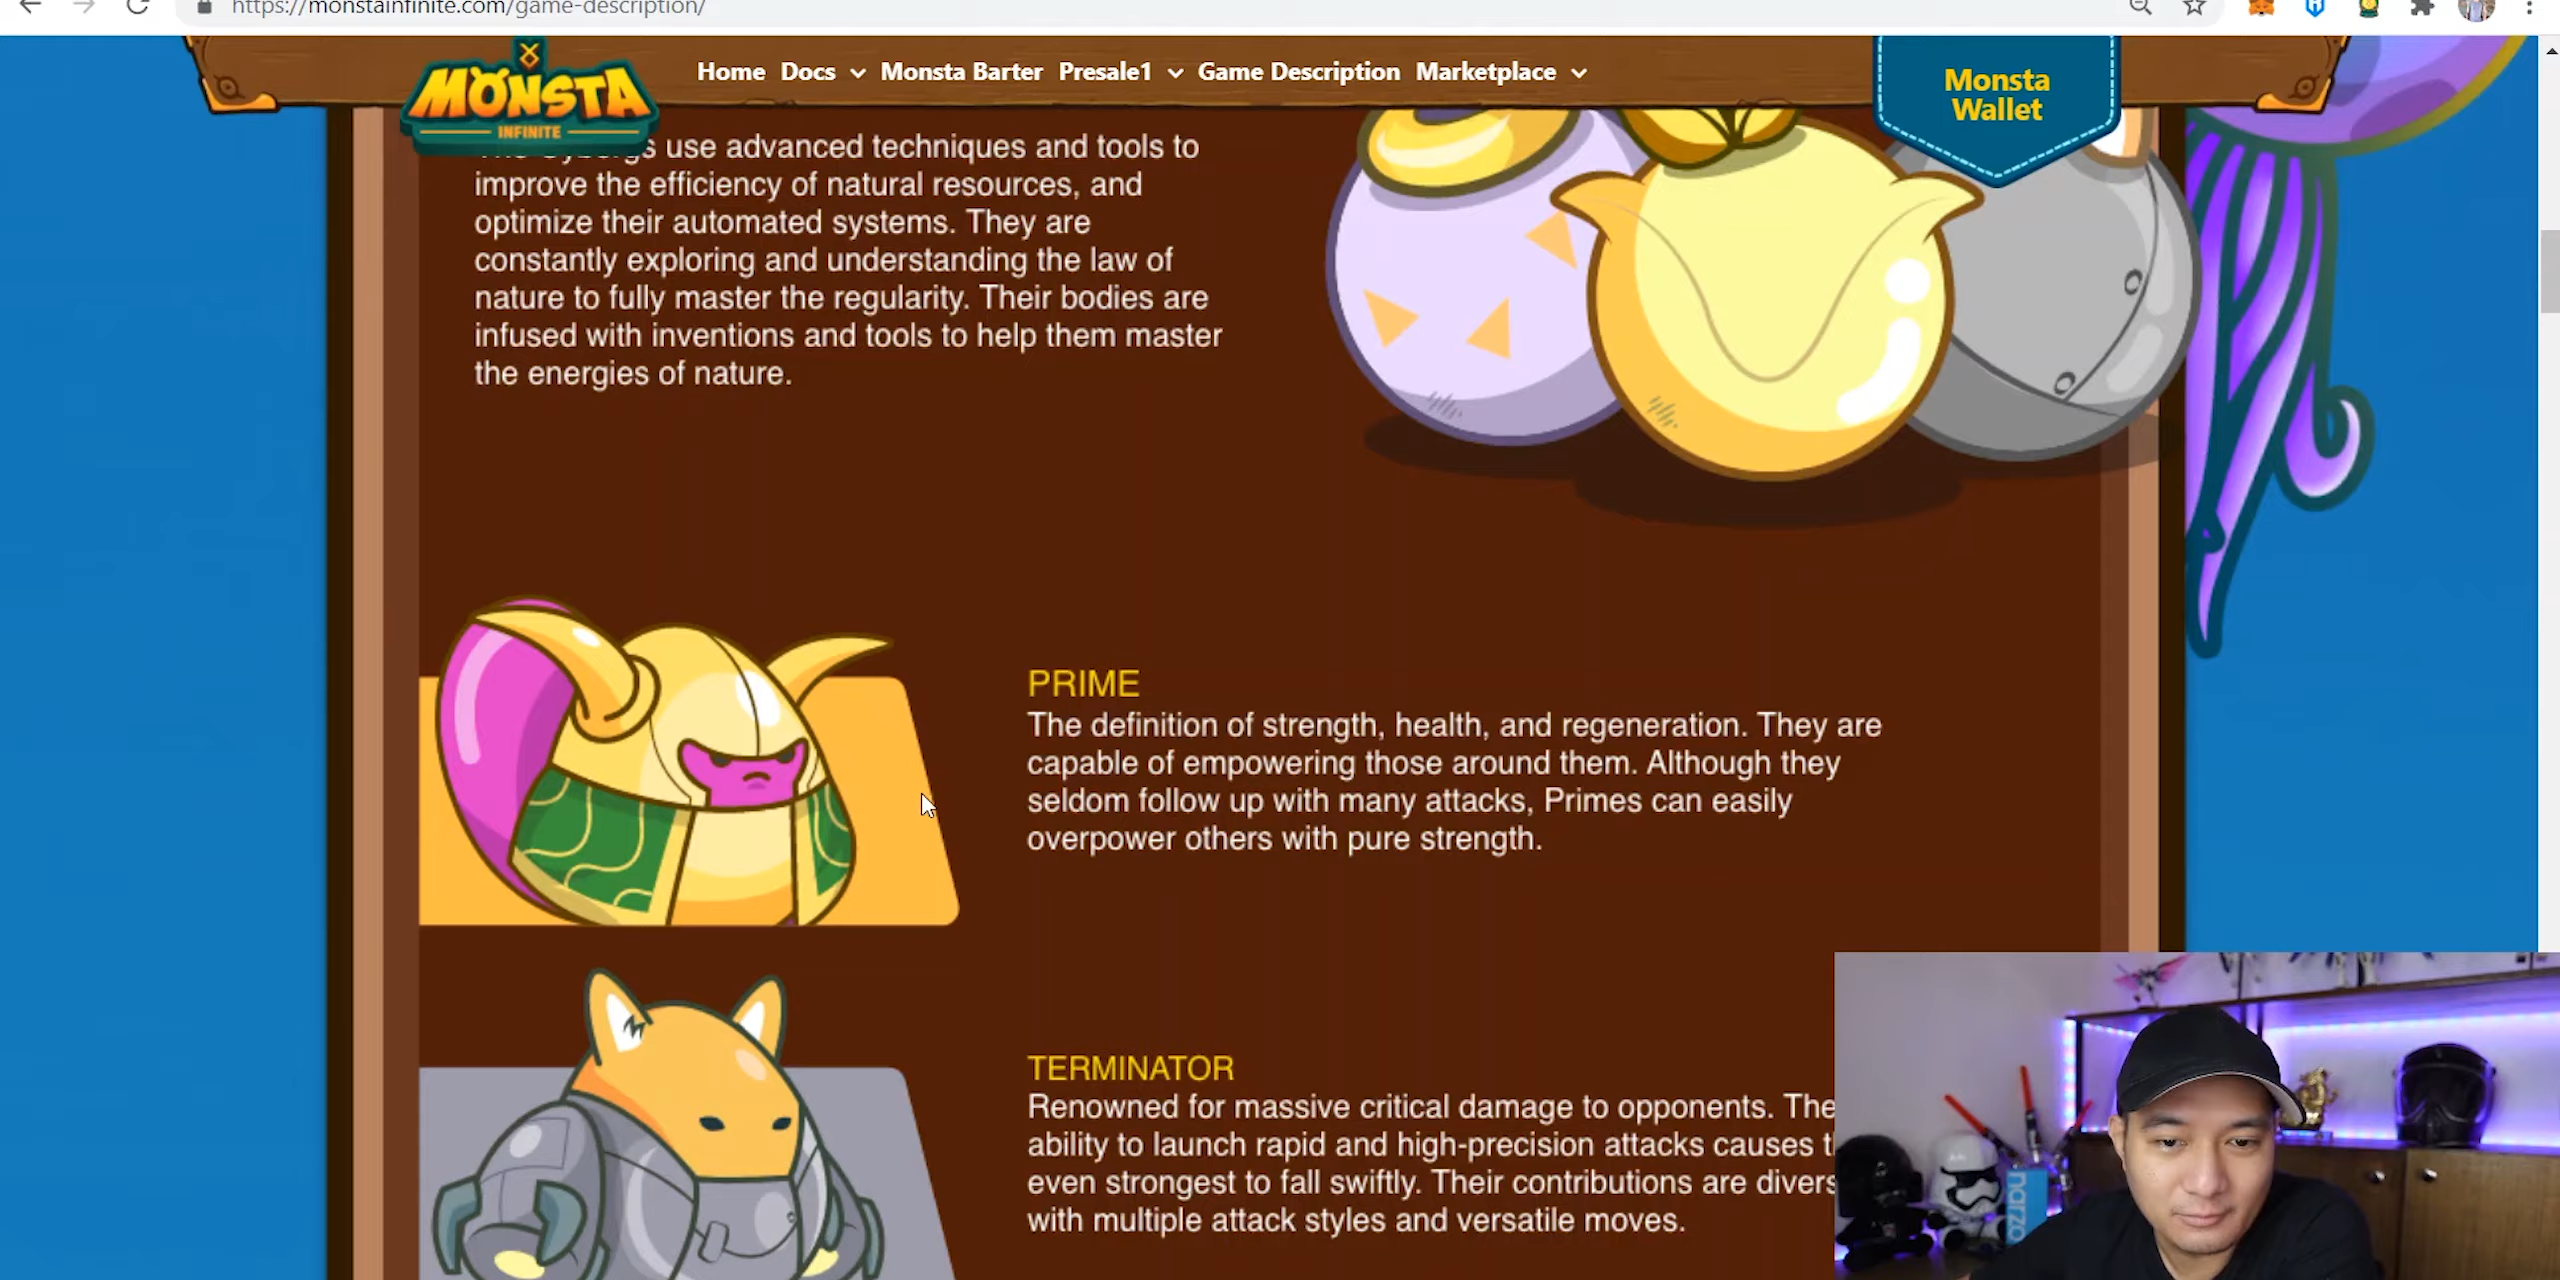 https://monstainfinite.com/game-description/
MONSTA
INFINITE
Home Docs Monsta Barter Presale1 Game Description Marketplace
Monsta
Wallet
use advanced techniques and tools to
improve the efficiency of natural resources, and
optimize their automated systems. They are
constantly exploring and understanding the law of
nature to fully master the regularity. Their bodies are
infused with inventions and tools to help them master
the energies of nature.
PRIME
The definition of strength, health, and regeneration. They are
capable of empowering those around them. Although they
seldom follow up with many attacks, Primes can easily
overpower others with pure strength.
TERMINATOR
Renowned for massive critical damage to opponents. The
ability to launch rapid and high-precision attacks causes
even strongest to fall swiftly. Their contributions are divers
with multiple attack styles and versatile moves.
narzo